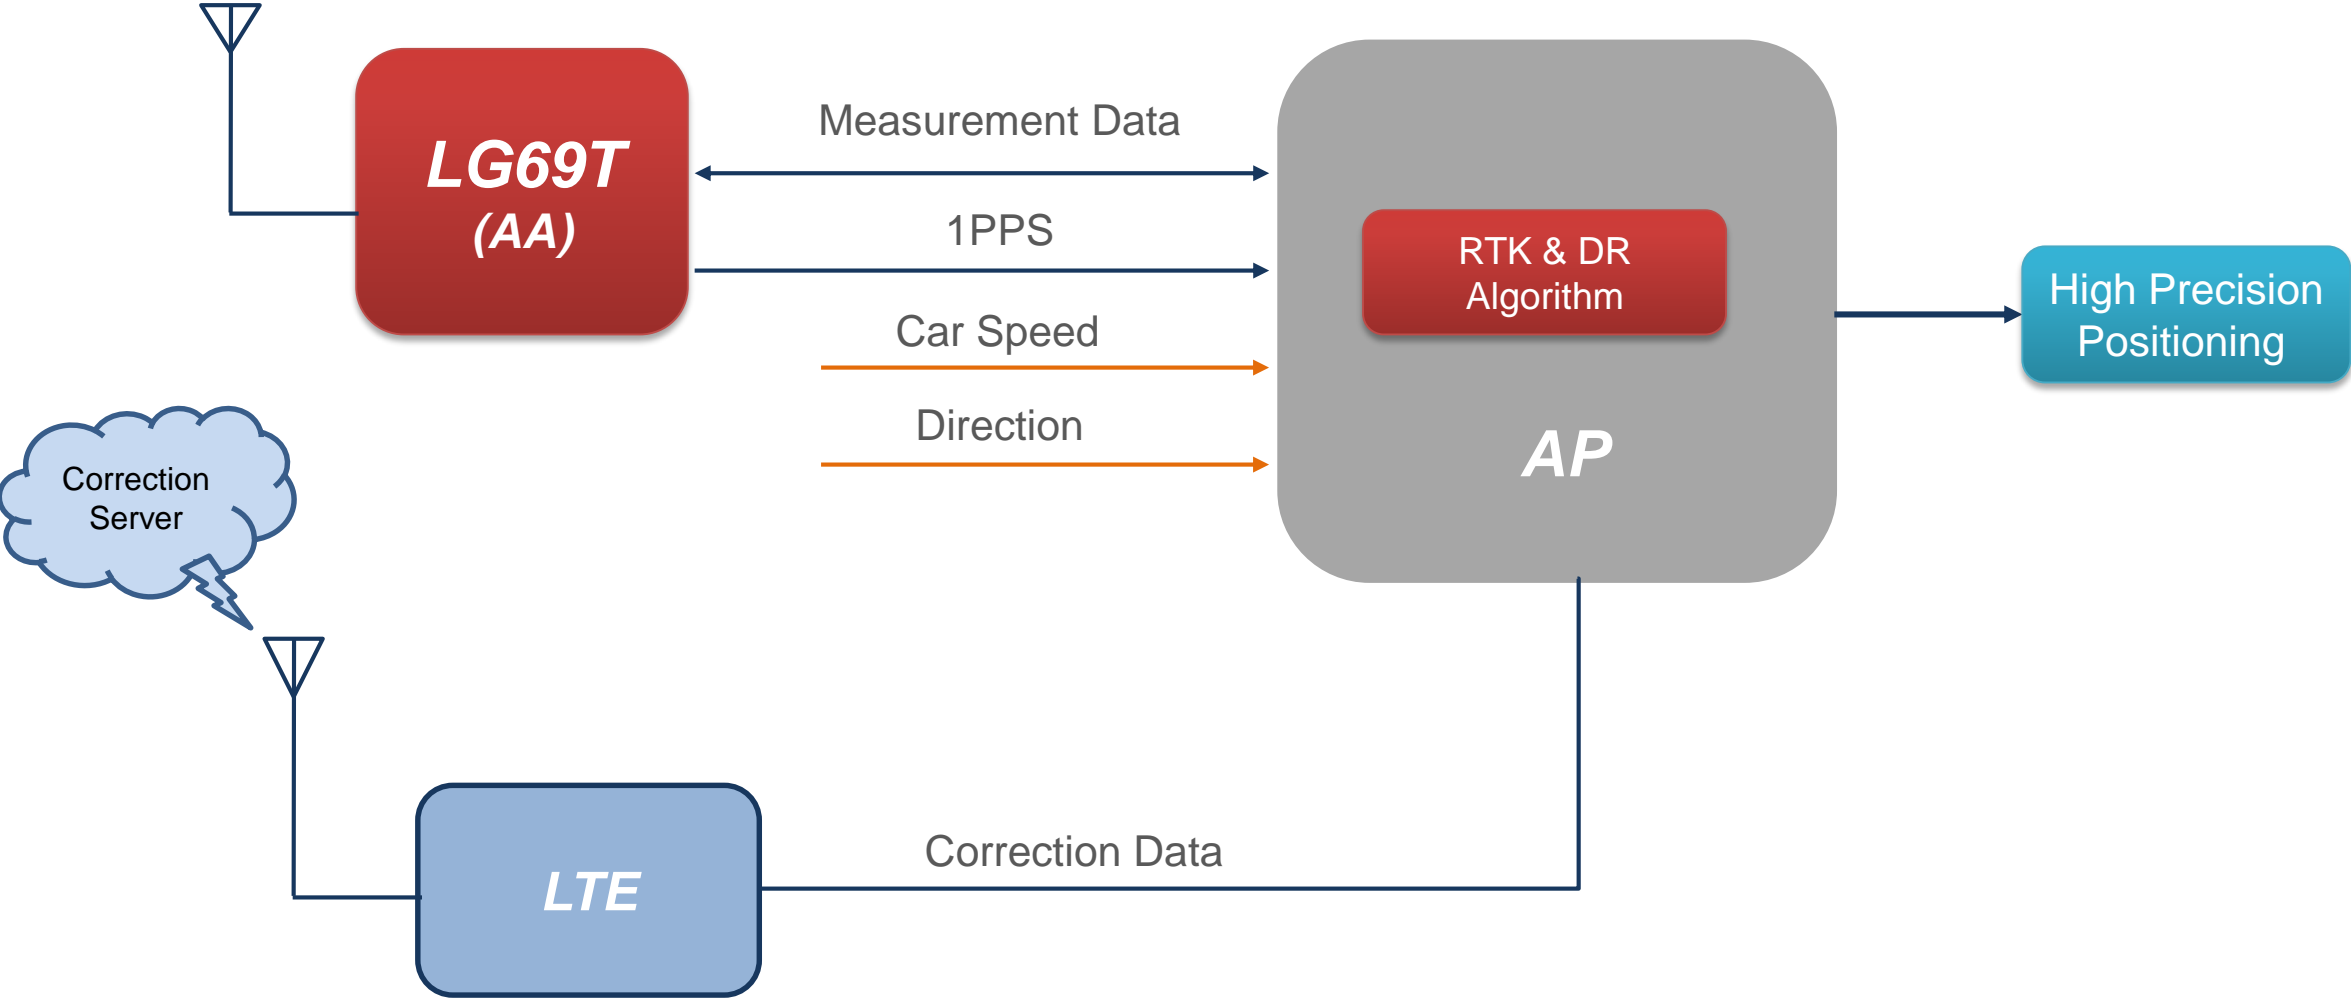 LG69T
(AA)
Measurement Data
1PPS
Car Speed
Direction
RTK & DR
Algorithm
AP
High Precision
Positioning
Correction
Server
LTE
Correction Data